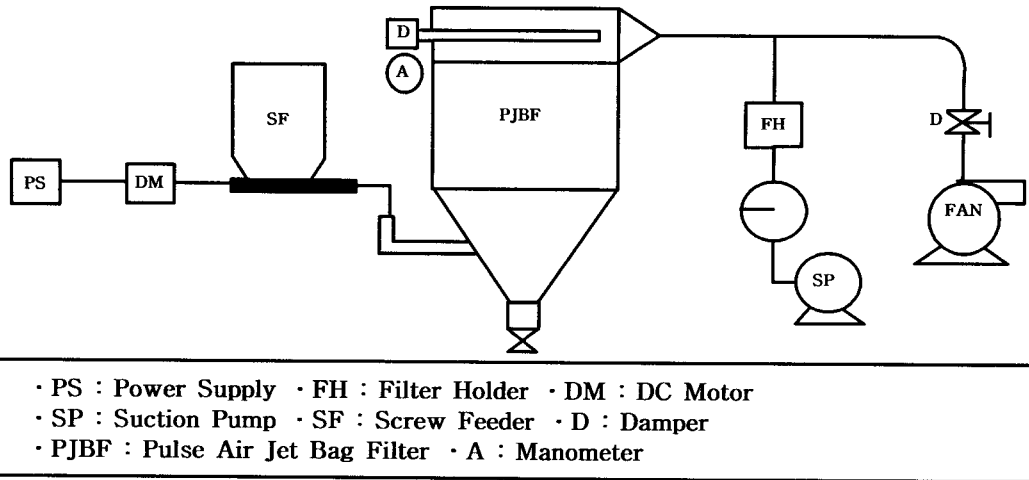 D
A
SF
PJBF
FH
D
PS
DM
FAN
SP
· PS : Power Supply · FH : Filter Holder · DM : DC Motor
· SP : Suction Pump · SF : Screw Feeder · D : Damper
· PJBF : Pulse Air Jet Bag Filter · A : Manometer